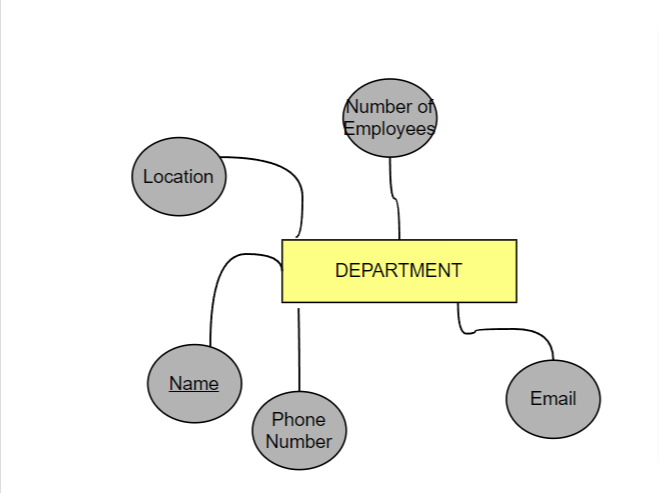 Number of
Employees
Location
DEPARTMENT
Name
Phone
Number
Email